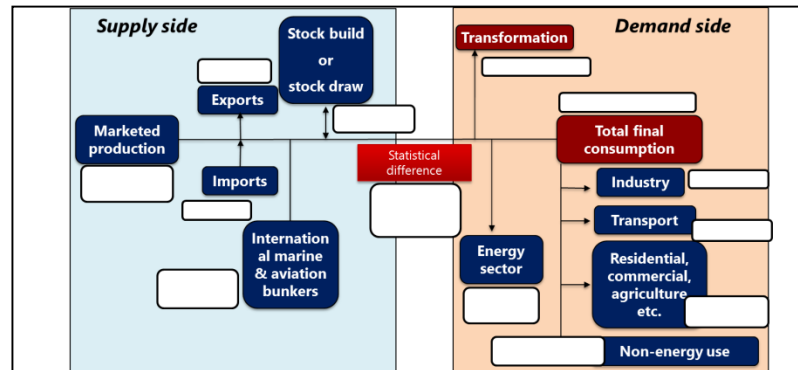 Supply side
Stock build
or
stock draw
Exports
Marketed
production
Imports
Internation
al marine
& aviation
bunkers
Statistical
difference
Transformation
Demand side
Total final
consumption
Industry
Transport
Energy
sector
Residential,
commercial,
agriculture
etc.
Non-energy use